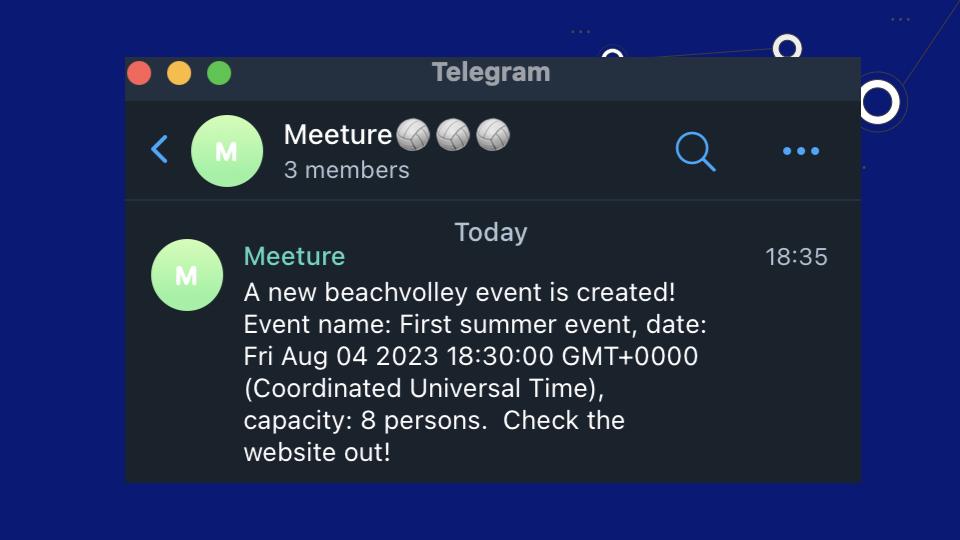 Telegram
M
Meeture🏐🏐🏐
3 members
Today
M
Meeture
18:35
A new beachvolley event is created!
Event name: First summer event, date:
Fri Aug 04 2023 18:30:00 GMT+0000
(Coordinated Universal Time),
capacity: 8 persons.  Check the
website out!